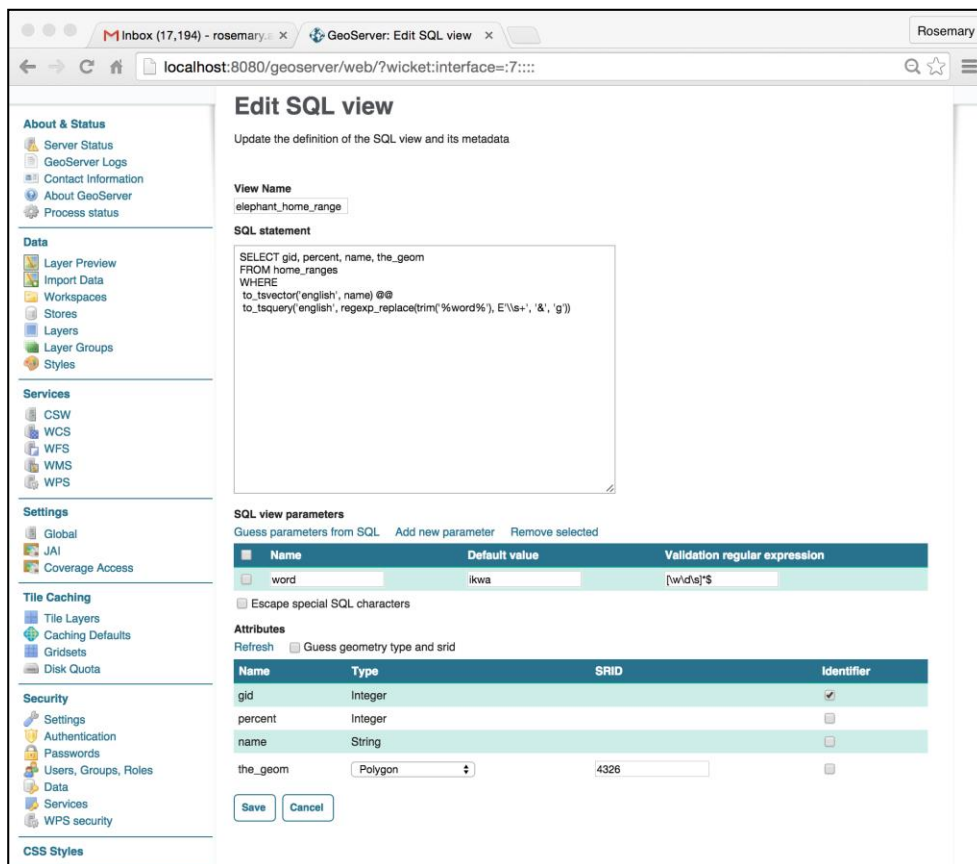 Inbox (17,194) - rosemary.
GeoServer: Edit SQL view
Rosemary
localhost:8080/geoserver/web/?wicket:interface=:7::::
About & Status
Server Status
GeoServer Logs
Contact Information
About GeoServer
Process status
Data
Layer Preview
Import Data
Workspaces
Stores
Layers
Layer Groups
Styles
Services
CSW
WCS
WFS
WMS
WPS
Settings
Global
JAI
Coverage Access
Tile Caching
Tile Layers
Caching Defaults
Gridsets
Disk Quota
Security
Settings
Authentication
Passwords
Users, Groups, Roles
Data
Services
WPS security
CSS Styles
Edit SQL view
Update the definition of the SQL view and its metadata
View Name
elephant_home_range
SQL statement
SELECT gid, percent, name, the_geom
FROM home_ranges
WHERE
to_tsvector('english', name) @@
to_tsquery('english', regexp_replace(trim('%word%'), E'\\s+', '&', 'g'))
SQL view parameters
Guess parameters from SQL Add new parameter Remove selected
Name Default value Validation regular expression
word ikwa [\w\d\s]*$
Escape special SQL characters
Attributes
Refresh Guess geometry type and srid
Name Type SRID Identifier
gid Integer
percent Integer
name String
the_geom Polygon 4326
Save Cancel